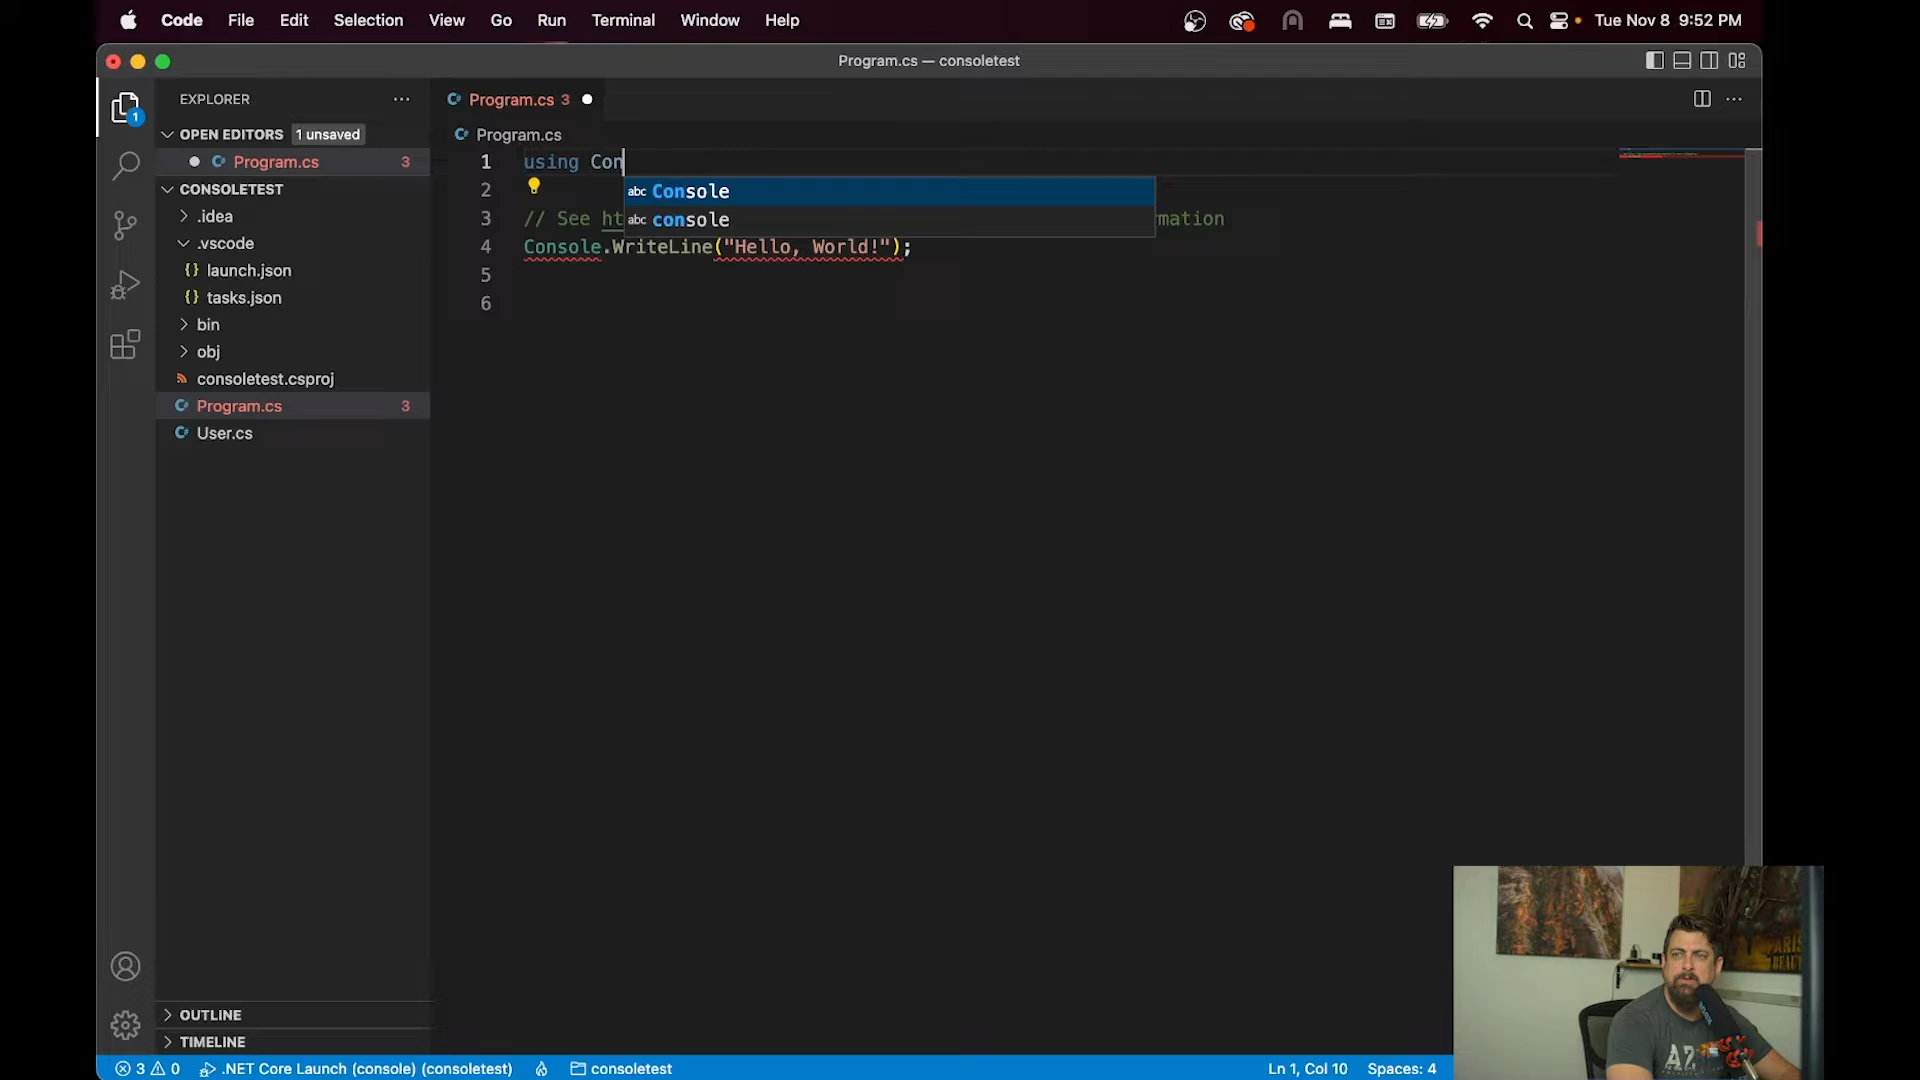 Code File Edit Selection View Go Run Terminal Window Help Tue Nov 8 9:52 PM
Program.cs — consoletest
EXPLORER
OPEN EDITORS 1 unsaved
Program.cs 3
CONSOLETEST
.idea
.vscode
{} launch.json
{} tasks.json
bin
obj
consoletest.csproj
Program.cs 3
User.cs
OUTLINE
TIMELINE
1
Program.cs 3
Program.cs
1 using Con
2
abc Console
abc console
3 // See ht mation
4 Console.WriteLine("Hello, World!");
5
6
A2
3 0 .NET Core Launch (console) (consoletest) consoletest Ln 1, Col 10 Spaces: 4